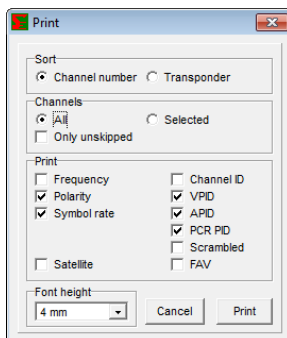 Print
Sort
Channel number Transponder
Channels
All Selected
Only unskipped
Print
Frequency Channel ID
Polarity VPID
Symbol rate APID
PCR PID
Scrambled
Satellite FAV
Font height
4 mm Cancel Print